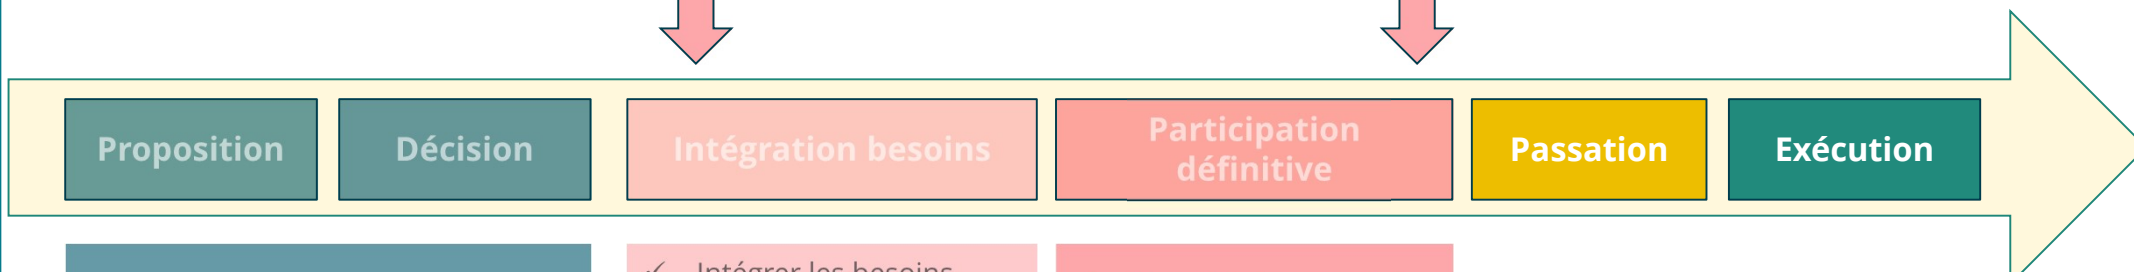 Proposition
Décision
Intégration besoins
Participation
définitive
Passation
Exécution
✓ Intégrer les besoins